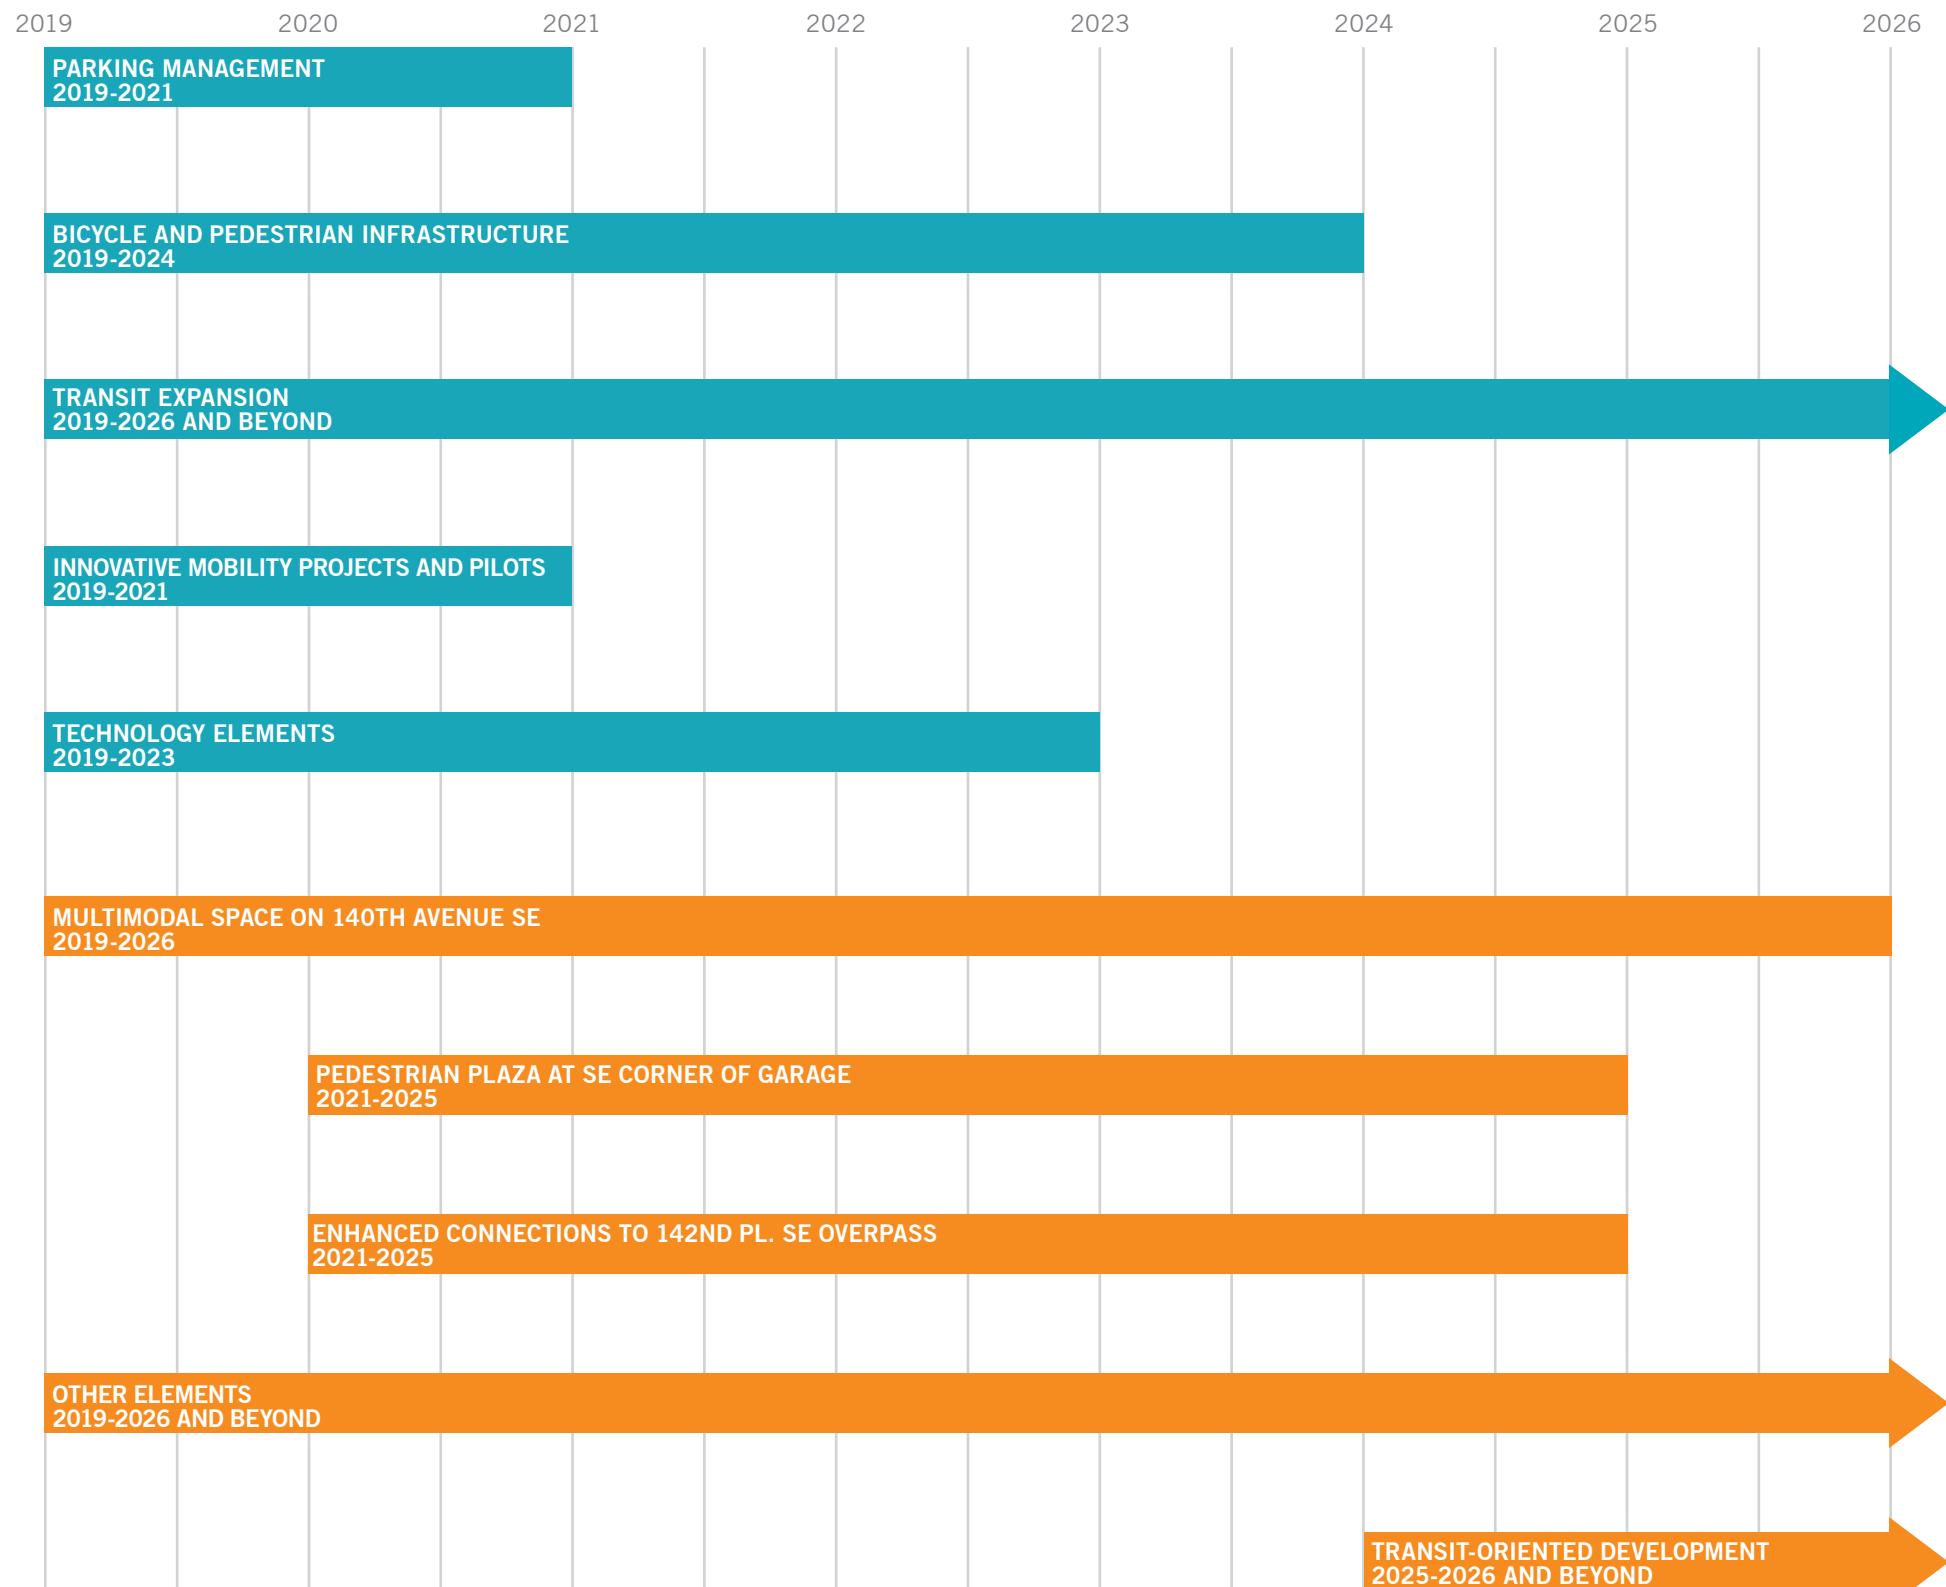 2019 2020 2021 2022 2023 2024 2025 2026
PARKING MANAGEMENT
2019-2021
BICYCLE AND PEDESTRIAN INFRASTRUCTURE
2019-2024
TRANSIT EXPANSION
2019-2026 AND BEYOND
INNOVATIVE MOBILITY PROJECTS AND PILOTS
2019-2021
TECHNOLOGY ELEMENTS
2019-2023
MULTIMODAL SPACE ON 140TH AVENUE SE
2019-2026
PEDESTRIAN PLAZA AT SE CORNER OF GARAGE
2021-2025
ENHANCED CONNECTIONS TO 142ND PL. SE OVERPASS
2021-2025
OTHER ELEMENTS
2019-2026 AND BEYOND
TRANSIT-ORIENTED DEVELOPMENT
2025-2026 AND BEYOND